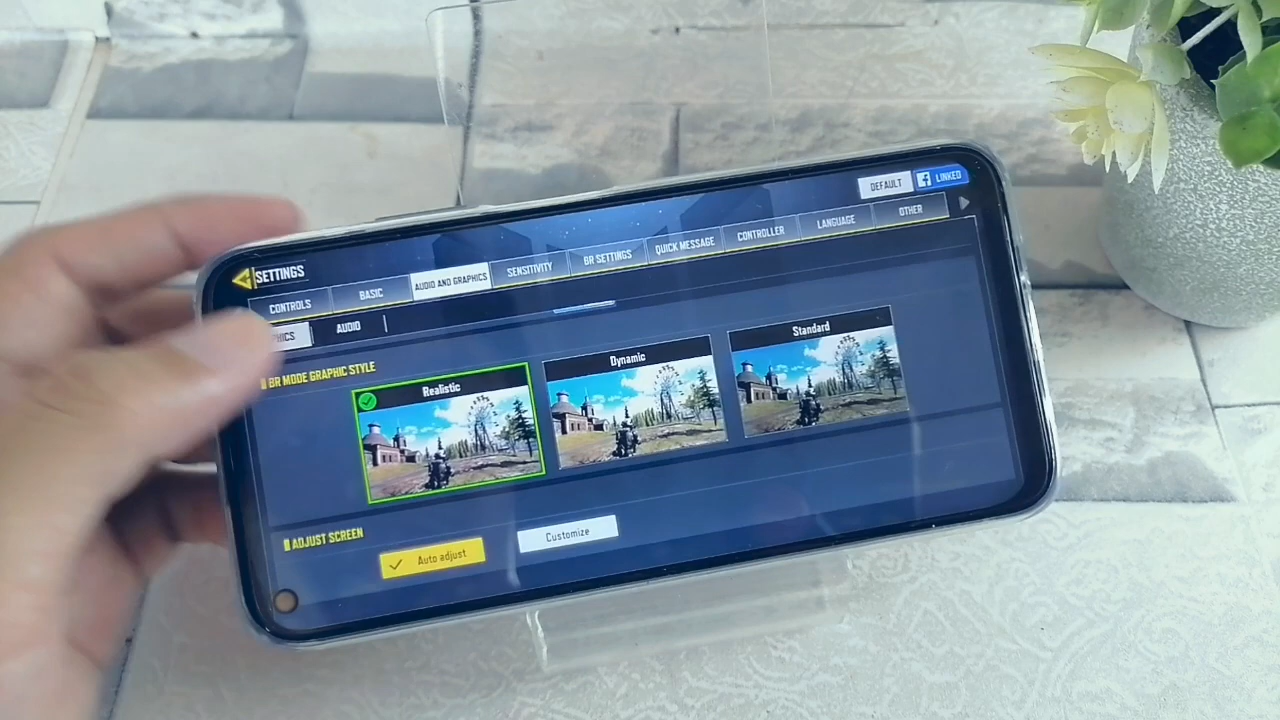 DEFAULT
LINKED
SETTINGS
CONTROLS
BASIC
AUDIO AND GRAPHICS
SENSITIVITY
BR SETTINGS
QUICK MESSAGE
CONTROLLER
LANGUAGE
OTHER
AUDIO
BR MODE GRAPHIC STYLE
Realistic
Dynamic
Standard
ADJUST SCREEN
Auto adjust
Customize